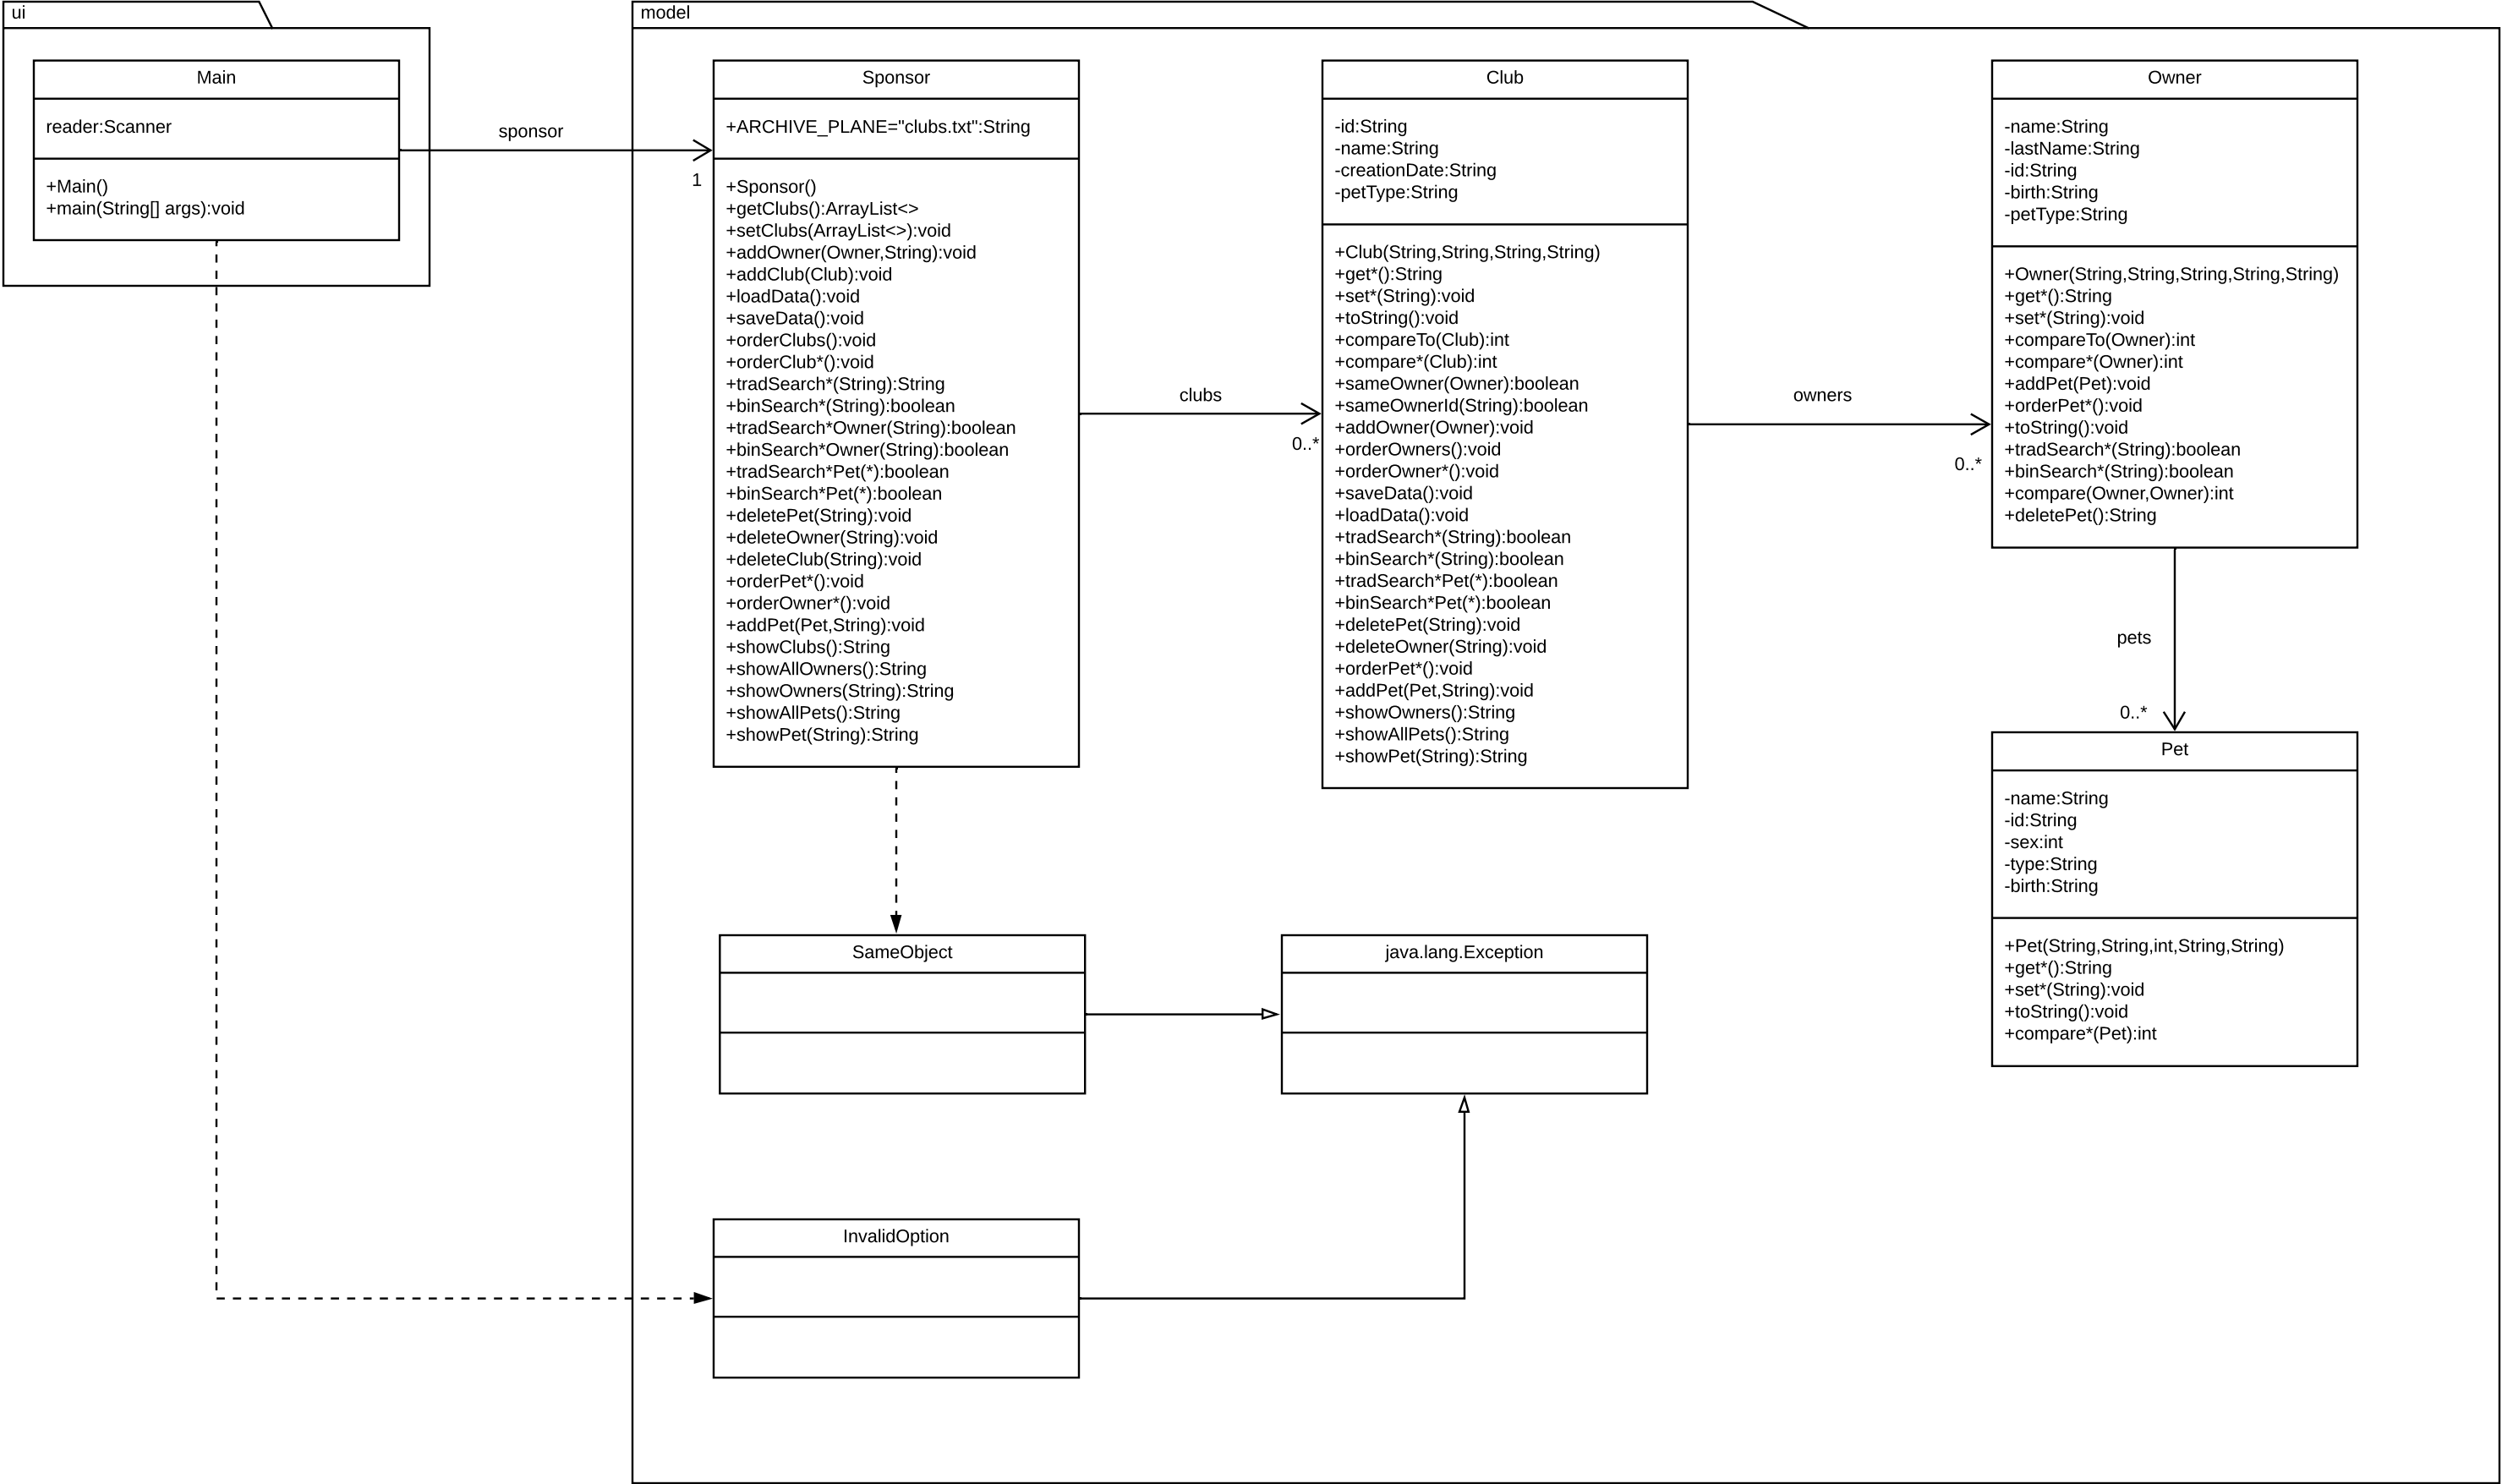 ui
Main
reader:Scanner
+Main()
+main(String[] args):void
sponsor
1
model
Sponsor
+ARCHIVE_PLANE="clubs.txt":String
+Sponsor()
+getClubs():ArrayList<>
+setClubs(ArrayList<>):void
+addOwner(Owner,String):void
+addClub(Club):void
+loadData():void
+saveData():void
+orderClubs():void
+orderClub*():void
+tradSearch*(String):String
+binSearch*(String):boolean
+tradSearch*Owner(String):boolean
+binSearch*Owner(String):boolean
+tradSearch*Pet(*):boolean
+binSearch*Pet(*):boolean
+deletePet(String):void
+deleteOwner(String):void
+deleteClub(String):void
+orderPet*():void
+orderOwner*():void
+addPet(Pet,String):void
+showClubs():String
+showAllOwners():String
+showOwners(String):String
+showAllPets():String
+showPet(String):String
clubs
0..*
Club
-id:String
-name:String
-creationDate:String
-petType:String
+Club(String,String,String,String)
+get*():String
+set*(String):void
+toString():void
+compareTo(Club):int
+compare*(Club):int
+sameOwner(Owner):boolean
+sameOwnerId(String):boolean
+addOwner(Owner):void
+orderOwners():void
+orderOwner*():void
+saveData():void
+loadData():void
+tradSearch*(String):boolean
+binSearch*(String):boolean
+tradSearch*Pet(*):boolean
+binSearch*Pet(*):boolean
+deletePet(String):void
+deleteOwner(String):void
+orderPet*():void
+addPet(Pet,String):void
+showOwners():String
+showAllPets():String
+showPet(String):String
owners
0..*
Owner
-name:String
-lastName:String
-id:String
-birth:String
-petType:String
+Owner(String,String,String,String,String)
+get*():String
+set*(String):void
+compareTo(Owner):int
+compare*(Owner):int
+addPet(Pet):void
+orderPet*():void
+toString():void
+tradSearch*(String):boolean
+binSearch*(String):boolean
+compare(Owner,Owner):int
+deletePet():String
pets
0..*
Pet
-name:String
-id:String
-sex:int
-type:String
-birth:String
+Pet(String,String,int,String,String)
+get*():String
+set*(String):void
+toString():void
+compare*(Pet):int
SameObject
java.lang.Exception
InvalidOption